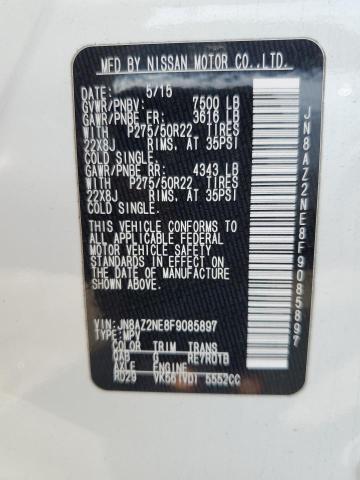 MFD BY NISSAN MOTOR CO.,LTD.
DATE: 5/15
GVWR/PNBV: 7500 LB
GAWR/PNBE FR: 3616 LB
WITH P275/50R22 TIRES
22X8J RIMS, AT 35PSI
COLD SINGLE.
GAWR/PNBE RR: 4343 LB
WITH P275/50R22, TIRES
22X8J RIMS, AT 35PSI
COLD SINGLE.
THIS VEHICLE CONFORMS TO
ALL APPLICABLE FEDERAL
MOTOR VEHICLE SAFETY
STANDARDS IN EFFECT ON
THE DATE OF MANUFACTURE
SHOWN ABOVE.
VIN: JN8AZ2NE8F9085897
TYPE: MPV
COLOR TRIM TRANS
QAB G RE7R01B
AXLE ENGINE
RD29 VK56(VD) 5552CC
JN8AZ2NE8F9085897